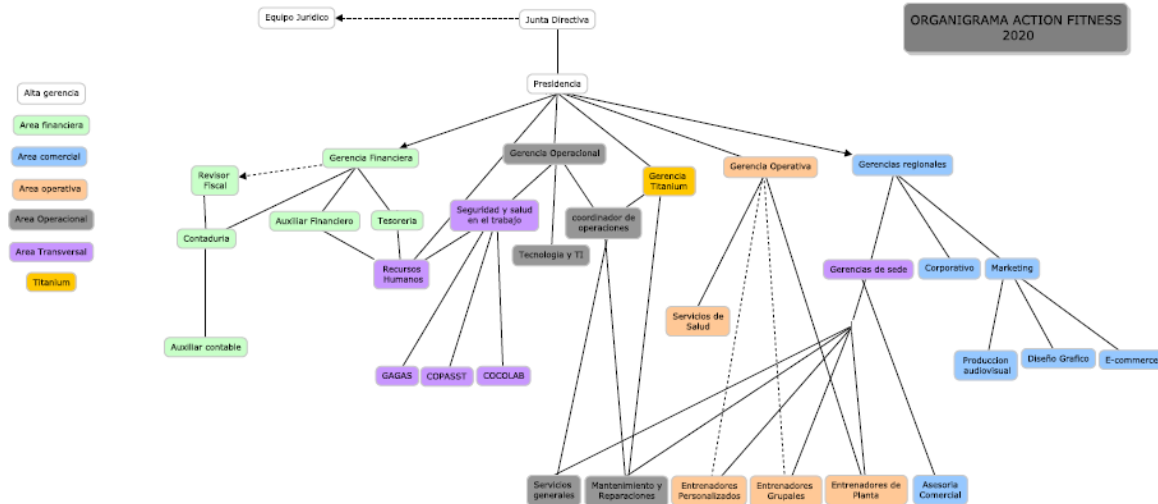 ORGANIGRAMA ACTION FITNESS
2020
Equipo Juridico
Junta Directiva
Presidencia
Alta gerencia
Area financiera
Area comercial
Area operativa
Area Operacional
Area Transversal
Titanium
Gerencia Financiera
Gerencia Operacional
Gerencia
Titanium
Gerencia Operativa
Gerencias regionales
Revisor
Fiscal
Contaduria
Auxiliar Financiero
Tesoreria
Seguridad y salud
en el trabajo
coordinador de
operaciones
Tecnologia y TI
Recursos
Humanos
Gerencias de sede
Corporativo
Marketing
Servicios de
Salud
Auxiliar contable
GAGAS
COPASST
COCOLAB
Produccion
audiovisual
Diseño Grafico
E-commerce
Servicios
generales
Mantenimiento y
Reparaciones
Entrenadores
Personalizados
Entrenadores
Grupales
Entrenadores de
Planta
Asesoria
Comercial